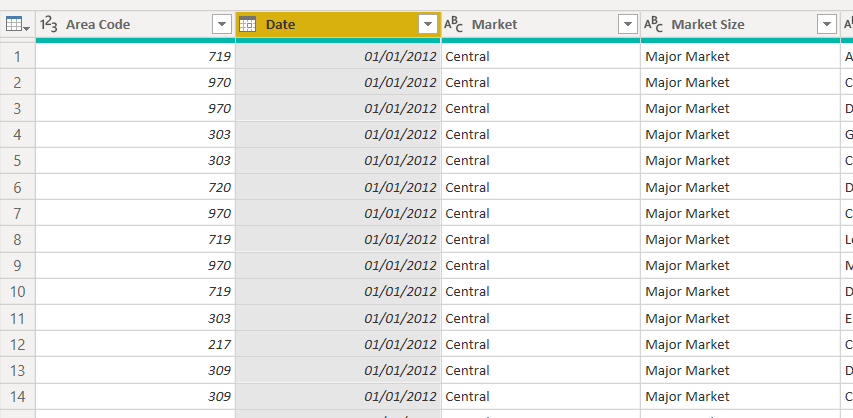 1²3 Area Code Date ABC Market ABC Market Size A
1 719 01/01/2012 Central Major Market A
2 970 01/01/2012 Central Major Market C
3 970 01/01/2012 Central Major Market D
4 303 01/01/2012 Central Major Market G
5 303 01/01/2012 Central Major Market C
6 720 01/01/2012 Central Major Market D
7 970 01/01/2012 Central Major Market C
8 719 01/01/2012 Central Major Market
9 970 01/01/2012 Central Major Market
10 719 01/01/2012 Central Major Market D
11 303 01/01/2012 Central Major Market E
12 217 01/01/2012 Central Major Market C
13 309 01/01/2012 Central Major Market D
14 309 01/01/2012 Central Major Market C